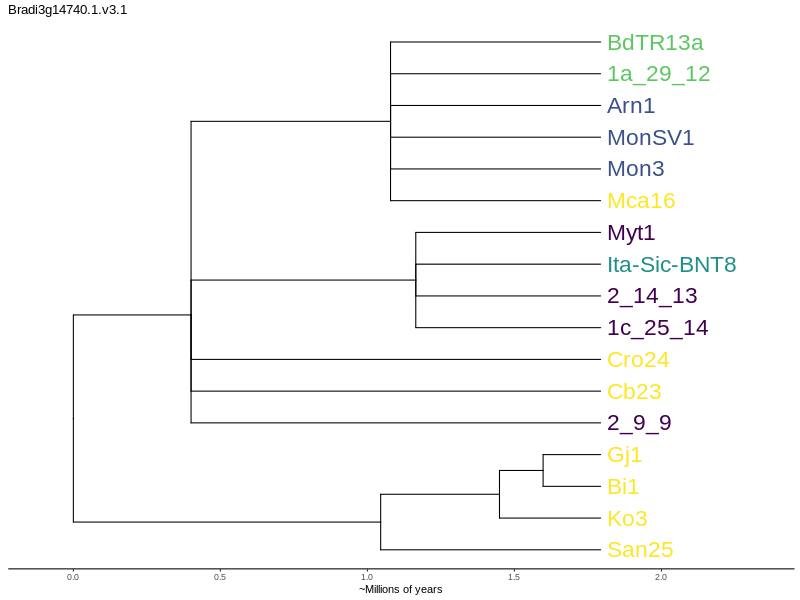 Bradi3g14740.1.v3.1
BdTR13a
1a_29_12
Arn1
MonSV1
Mon3
Mca16
Myt1
Ita-Sic-BNT8
2_14_13
1c_25_14
Cro24
Cb23
2_9_9
Gj1
Bi1
Ko3
San25
0.0 0.5 1.0 1.5 2.0
~Millions of years